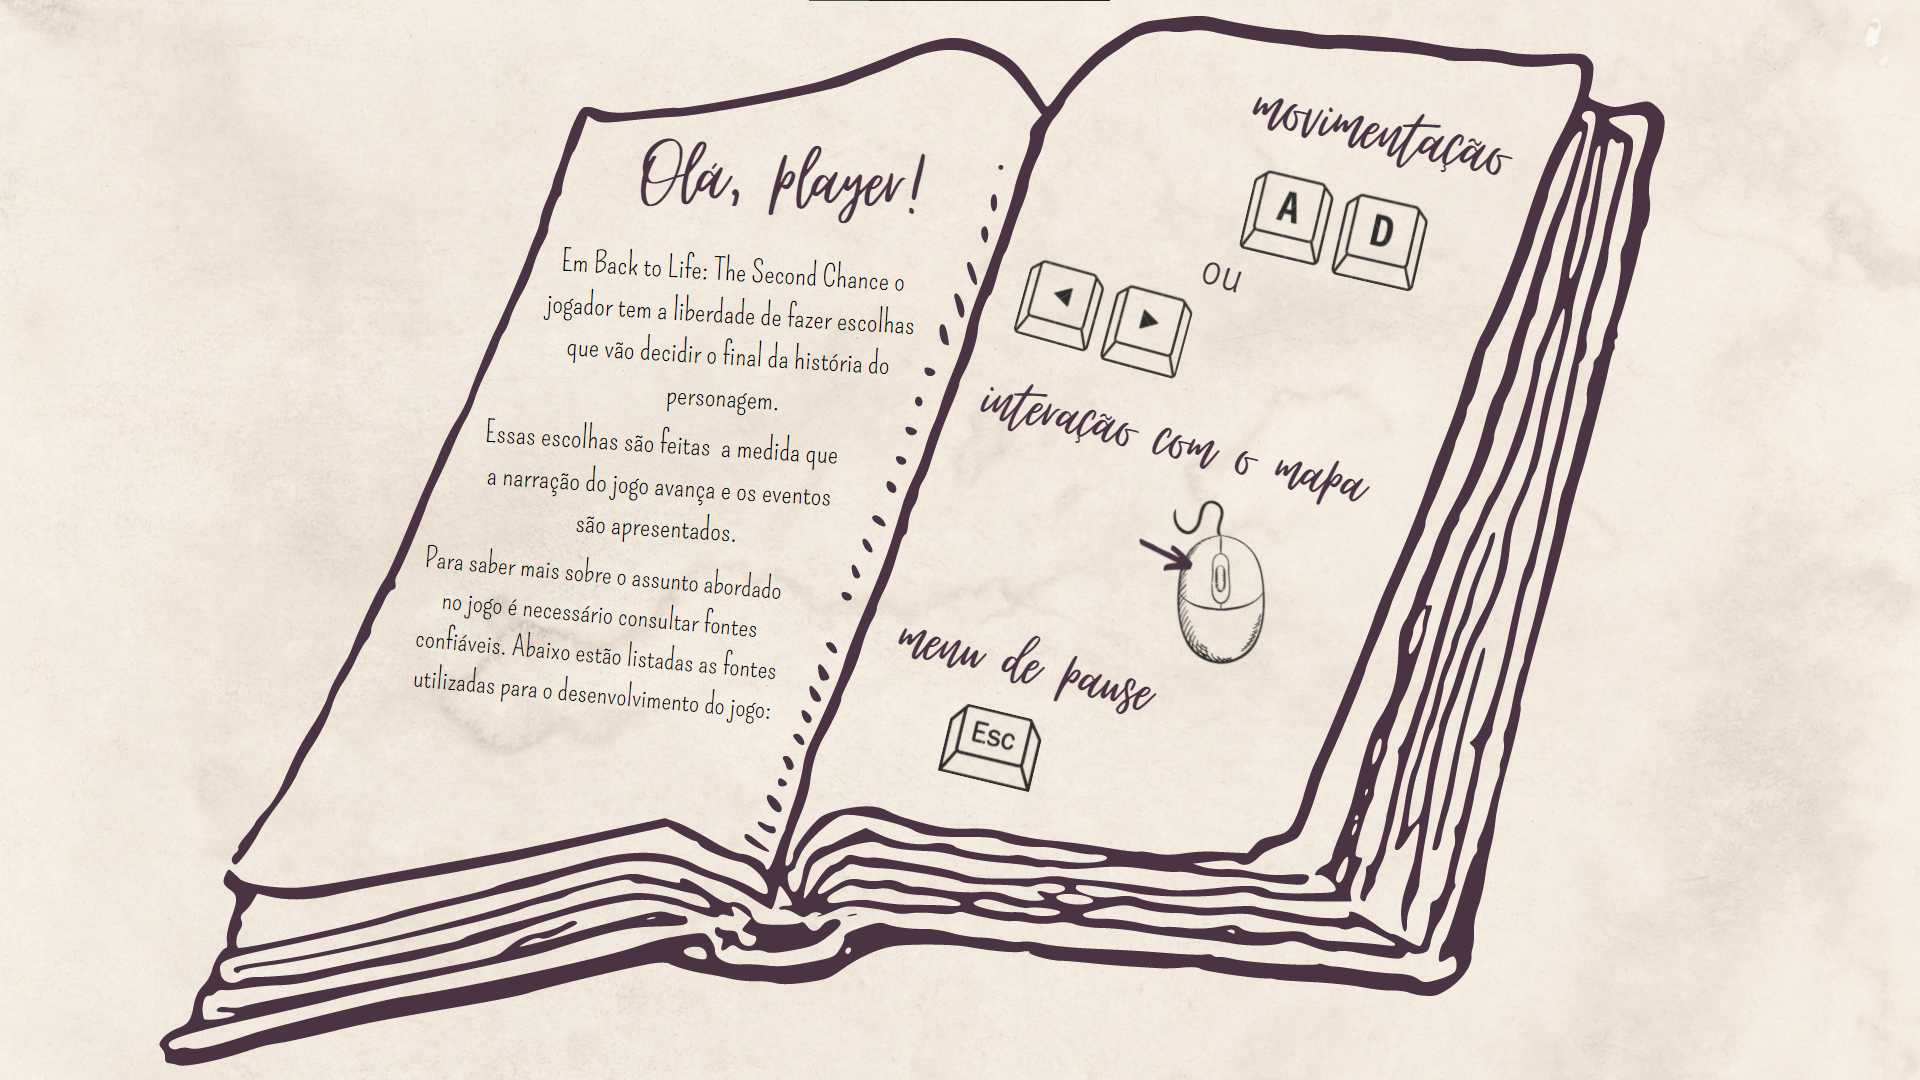 Olá, player!
Em Back to Life: The Second Chance o
jogador tem a liberdade de fazer escolhas
que vão decidir o final da história do
personagem.
Essas escolhas são feitas  a medida que
a narração do jogo avança e os eventos
são apresentados.
Para saber mais sobre o assunto abordado
no jogo é necessário consultar fontes
confiáveis. Abaixo estão listadas as fontes
utilizadas para o desenvolvimento do jogo:
movimentação
A D
ou
◄ ►
interação com o mapa
menu de pause
Esc